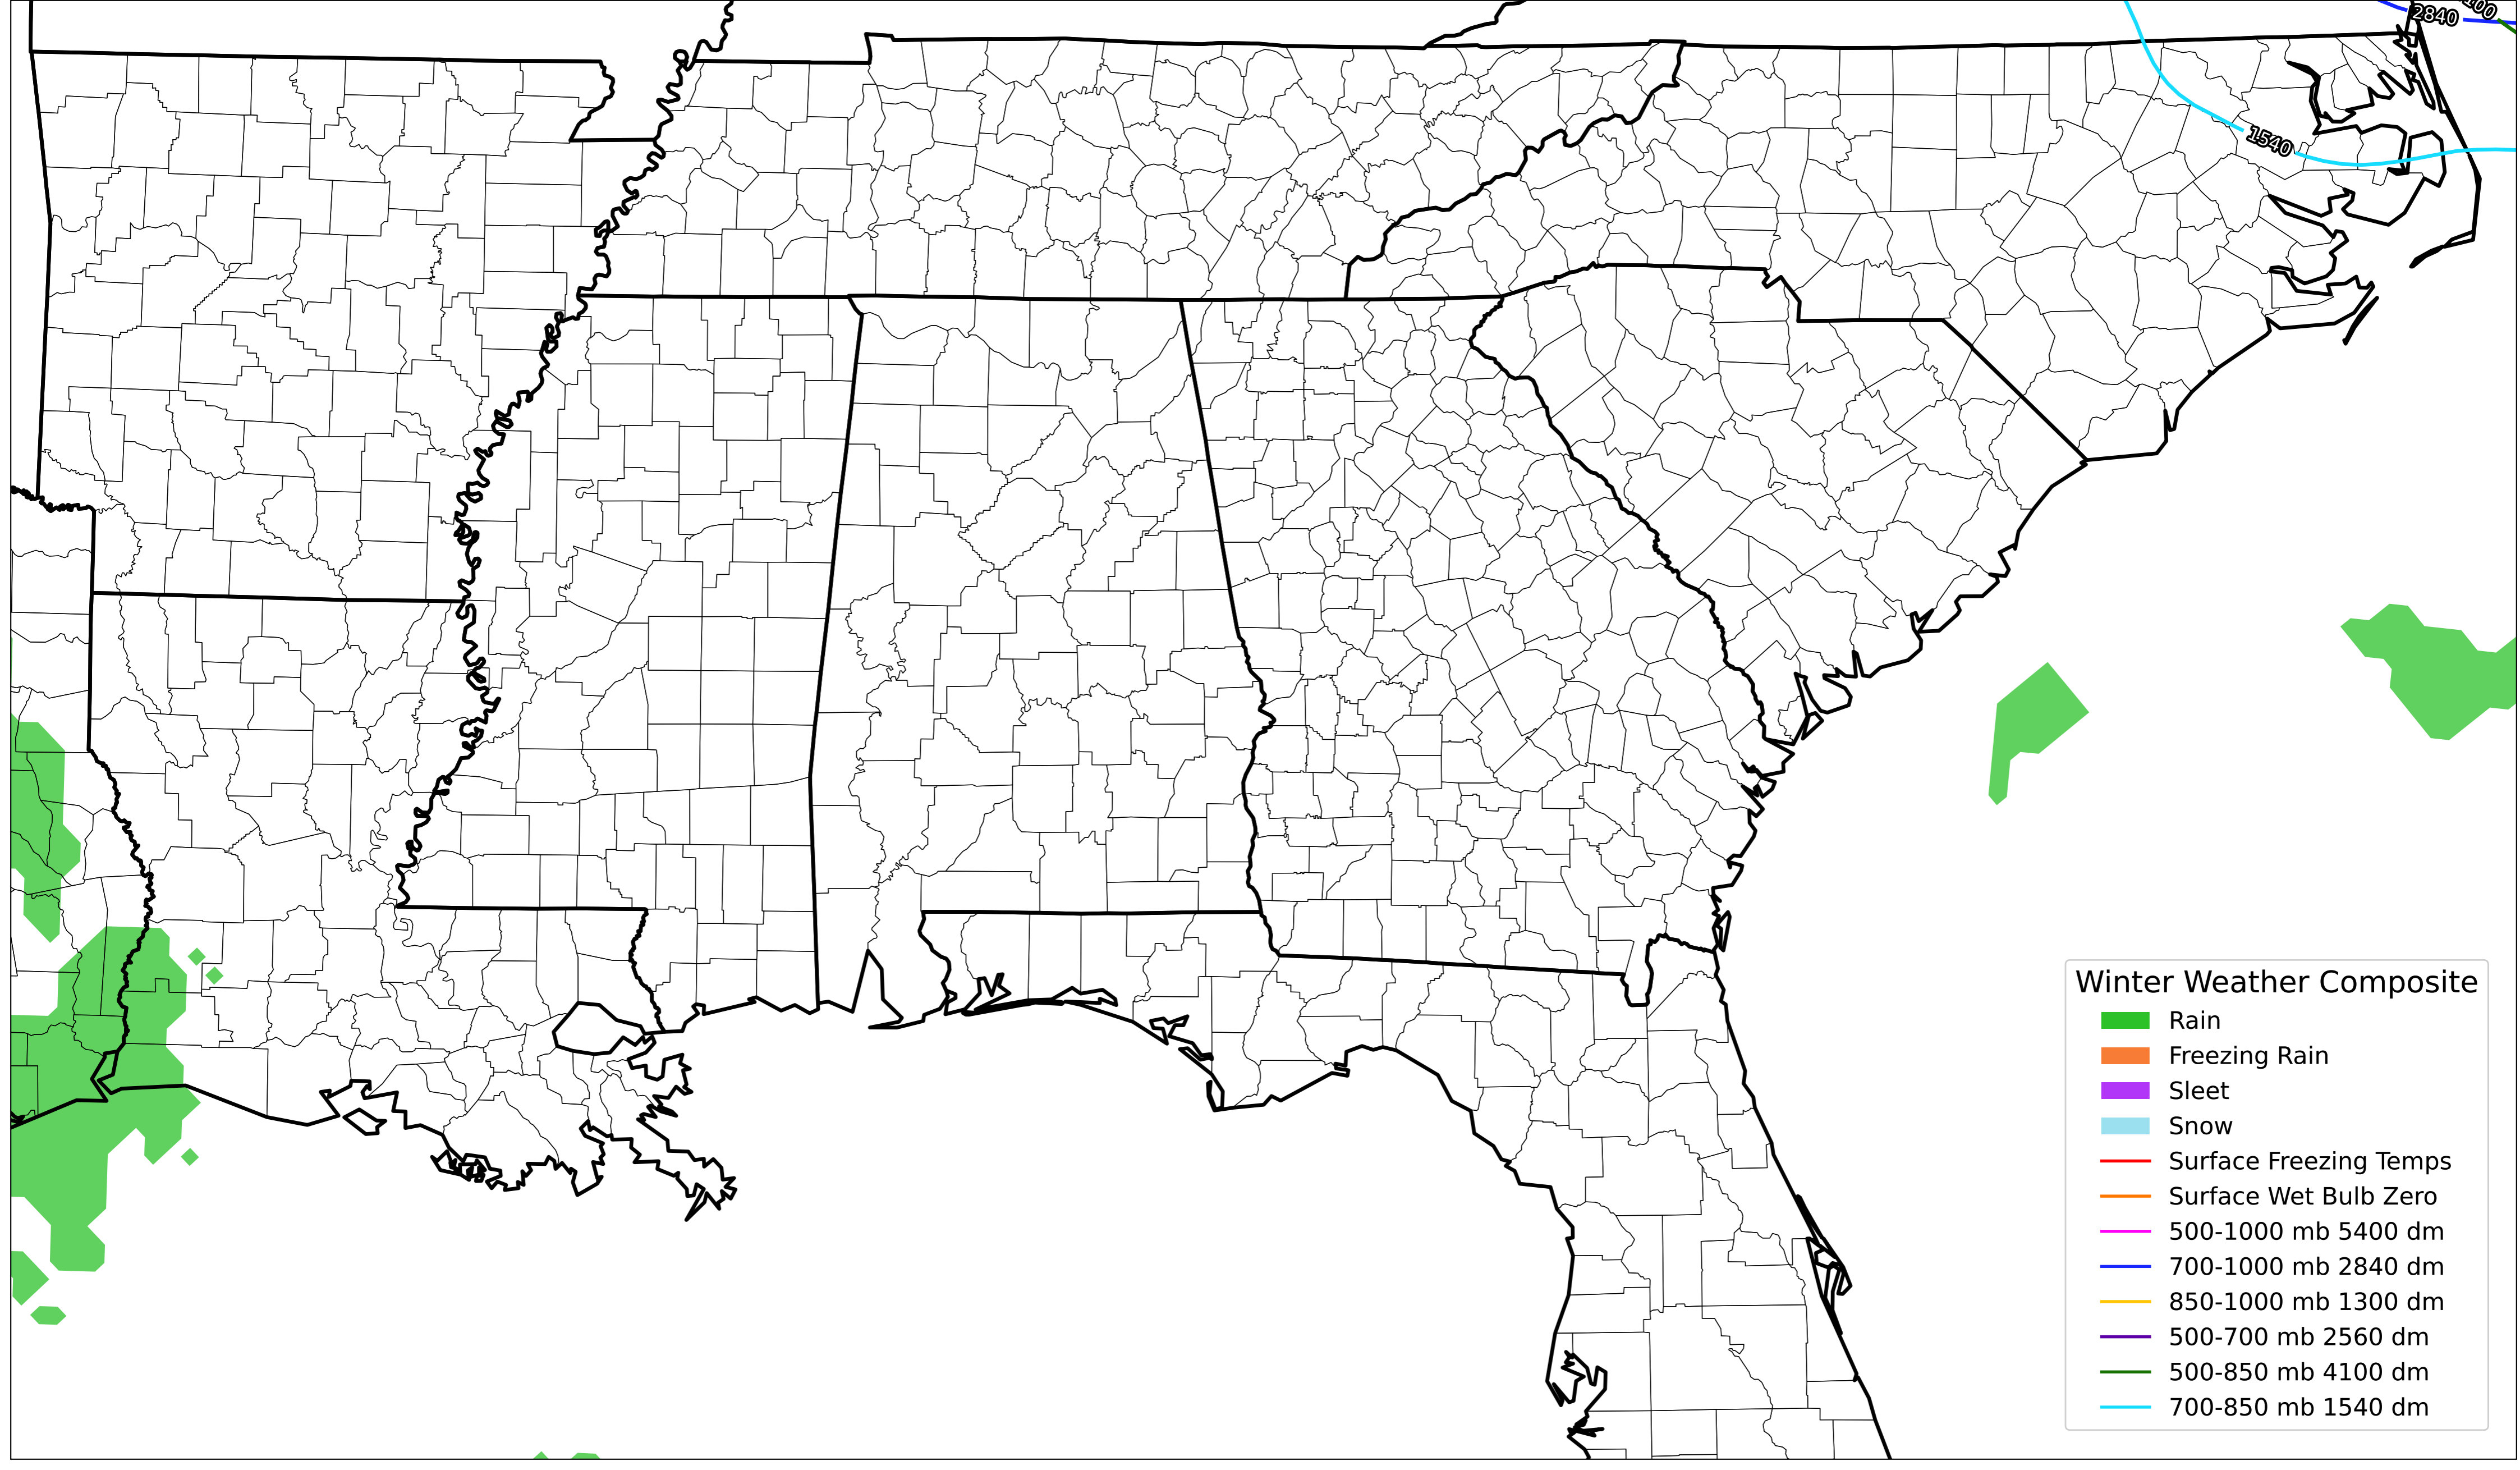 2840
1540
Winter Weather Composite
Rain
Freezing Rain
Sleet
Snow
Surface Freezing Temps
Surface Wet Bulb Zero
500-1000 mb 5400 dm
700-1000 mb 2840 dm
850-1000 mb 1300 dm
500-700 mb 2560 dm
500-850 mb 4100 dm
700-850 mb 1540 dm